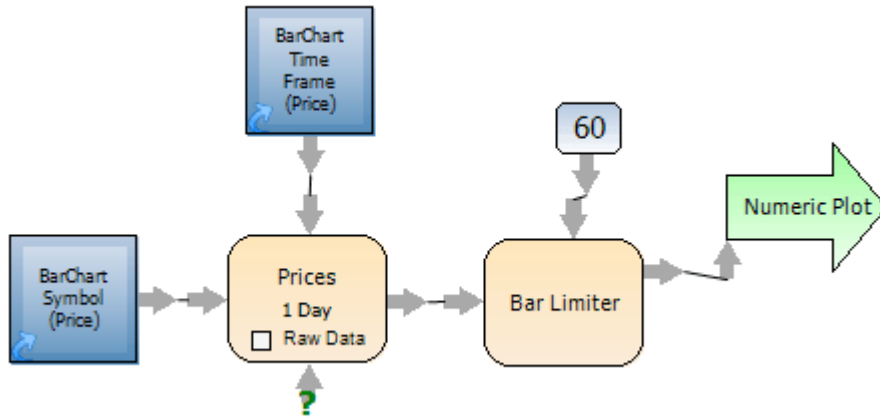 BarChart
Time
Frame
(Price)
60
Numeric Plot
BarChart
Symbol
(Price)
Prices
1 Day
Raw Data
Bar Limiter
?